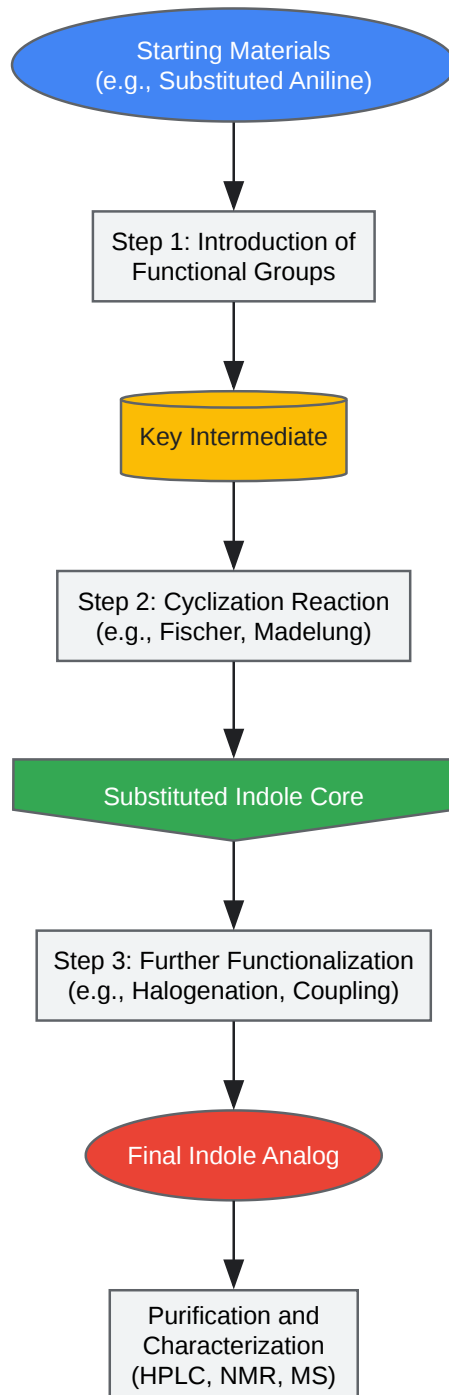 Starting Materials
(e.g., Substituted Aniline)
Step 1: Introduction of
Functional Groups
Key Intermediate
Step 2: Cyclization Reaction
(e.g., Fischer, Madelung)
Substituted Indole Core
Step 3: Further Functionalization
(e.g., Halogenation, Coupling)
Final Indole Analog
Purification and
Characterization
(HPLC, NMR, MS)